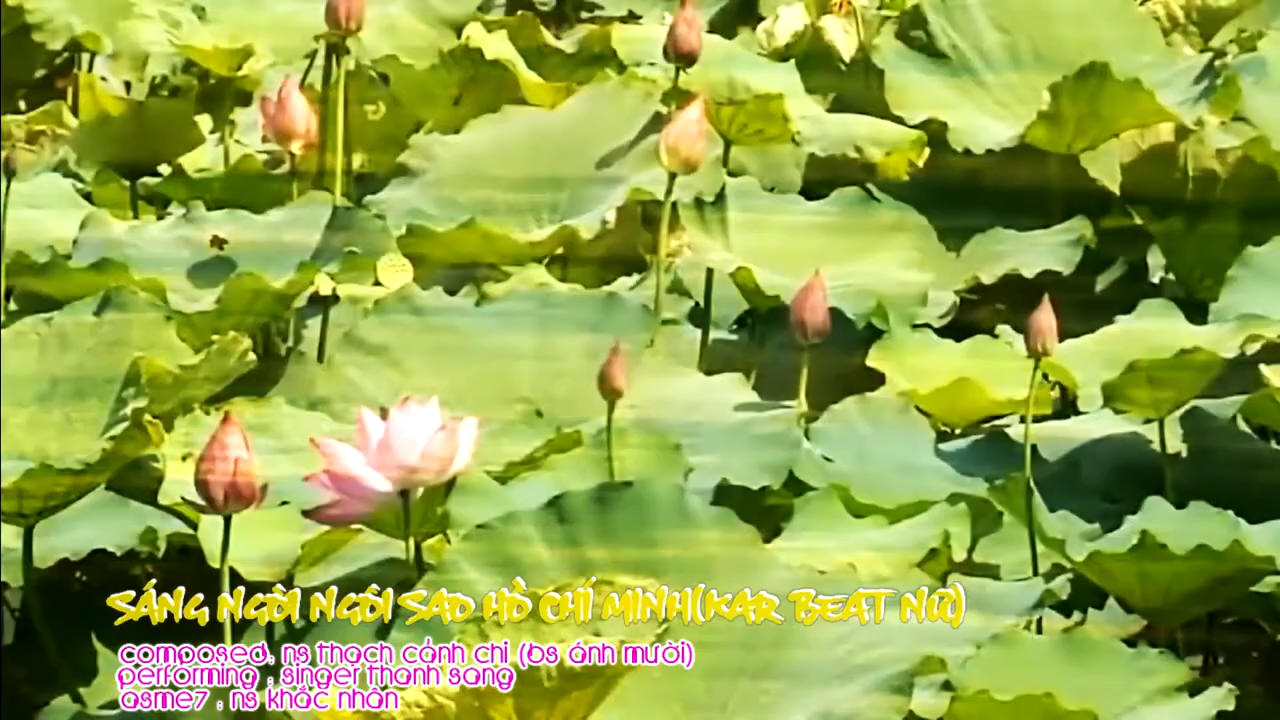 SÁNG NGỜI NGÔI SAO HỒ CHÍ MINH(KAR BEAT NỮ)
composed: ns thạch cảnh chi (bs ánh mười)
performing : singer thanh sang
asme7 : ns khắc nhân